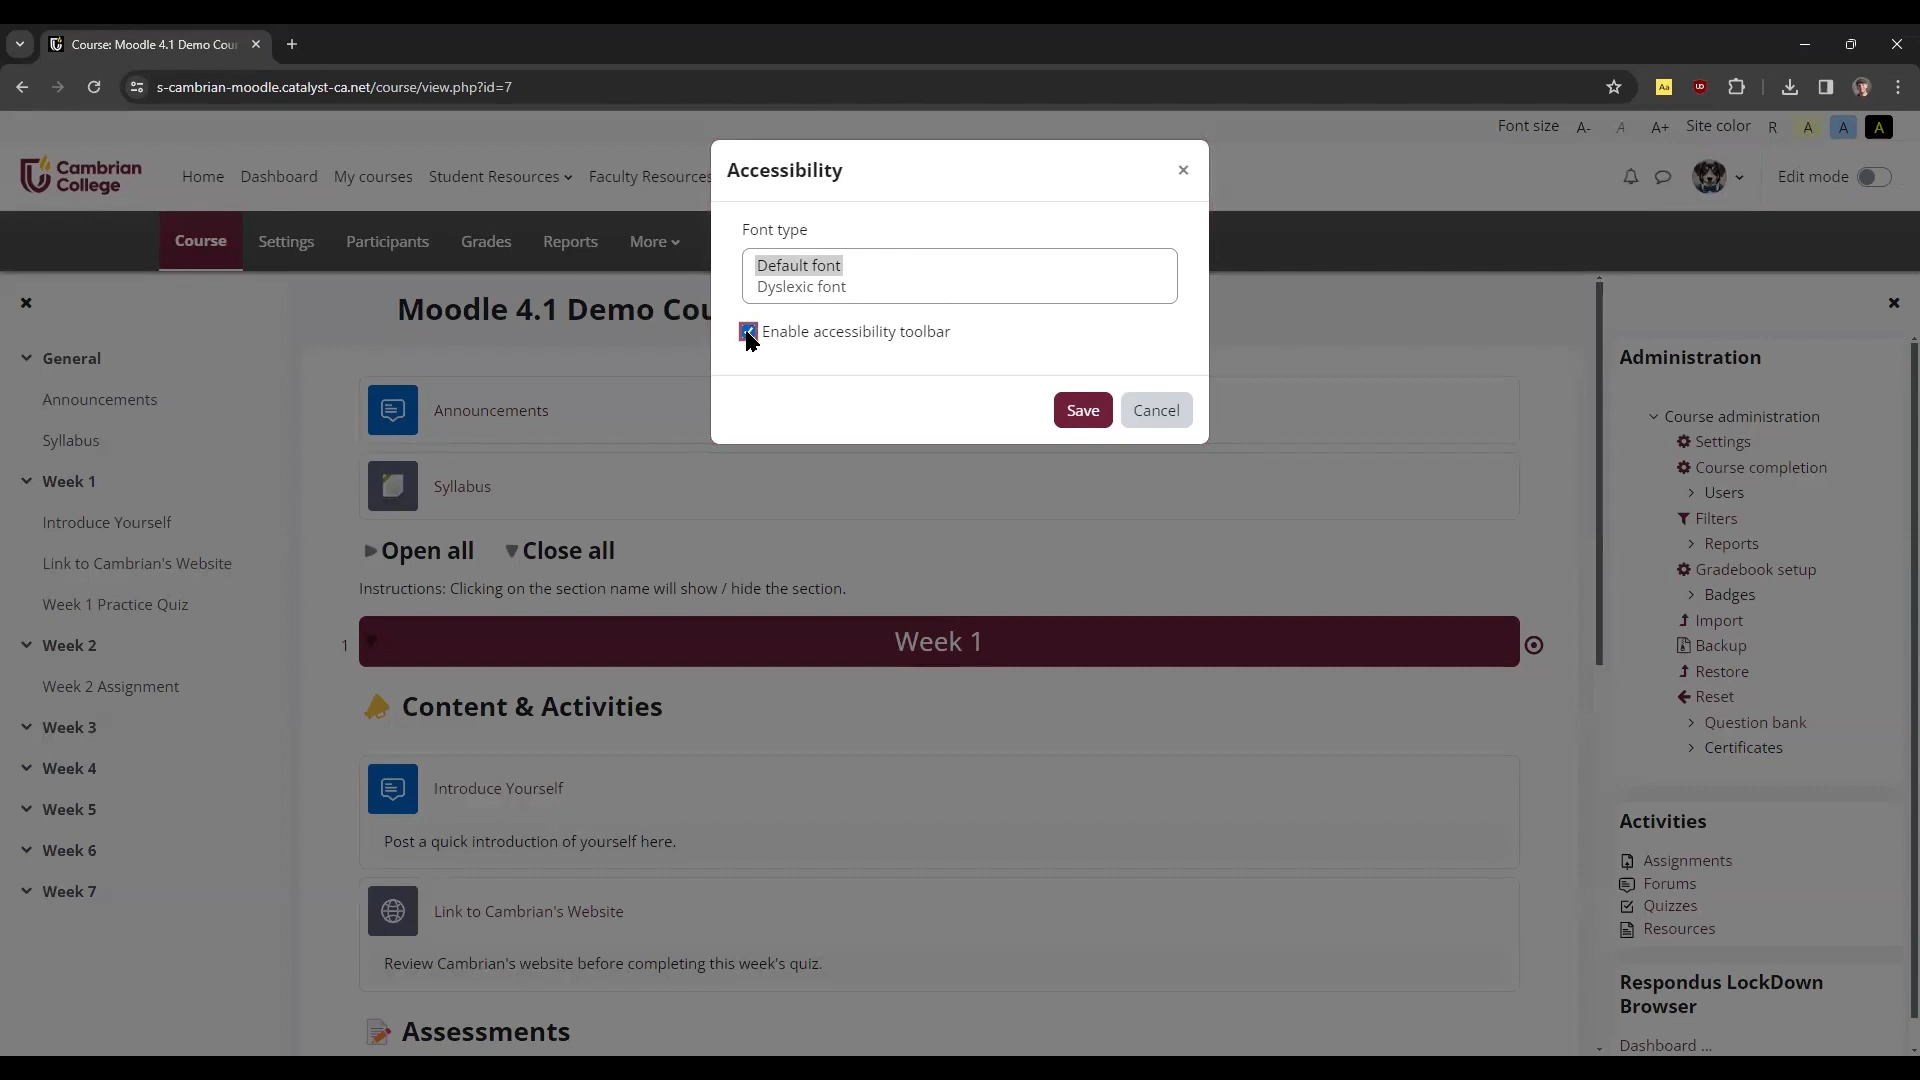 Course: Moodle 4.1 Demo Cou
s-cambrian-moodle.catalyst-ca.net/course/view.php?id=7
Aa
UD
Font size A- A A+ Site color R A A A
Cambrian
College
Home Dashboard My courses Student Resources Faculty Resources
Edit mode
Course Settings Participants Grades Reports More
Accessibility
×
Font type
Default font
Dyslexic font
Enable accessibility toolbar
Save Cancel
General
Announcements
Syllabus
Week 1
Introduce Yourself
Link to Cambrian's Website
Week 1 Practice Quiz
Week 2
Week 2 Assignment
Week 3
Week 4
Week 5
Week 6
Week 7
Moodle 4.1 Demo Cou
Announcements
Syllabus
Open all Close all
Instructions: Clicking on the section name will show / hide the section.
1
Week 1
Content & Activities
Introduce Yourself
Post a quick introduction of yourself here.
Link to Cambrian's Website
Review Cambrian's website before completing this week's quiz.
Assessments
Administration
Course administration
Settings
Course completion
Users
Filters
Reports
Gradebook setup
Badges
Import
Backup
Restore
Reset
Question bank
Certificates
Activities
Assignments
Forums
Quizzes
Resources
Respondus LockDown
Browser
Dashboard ...